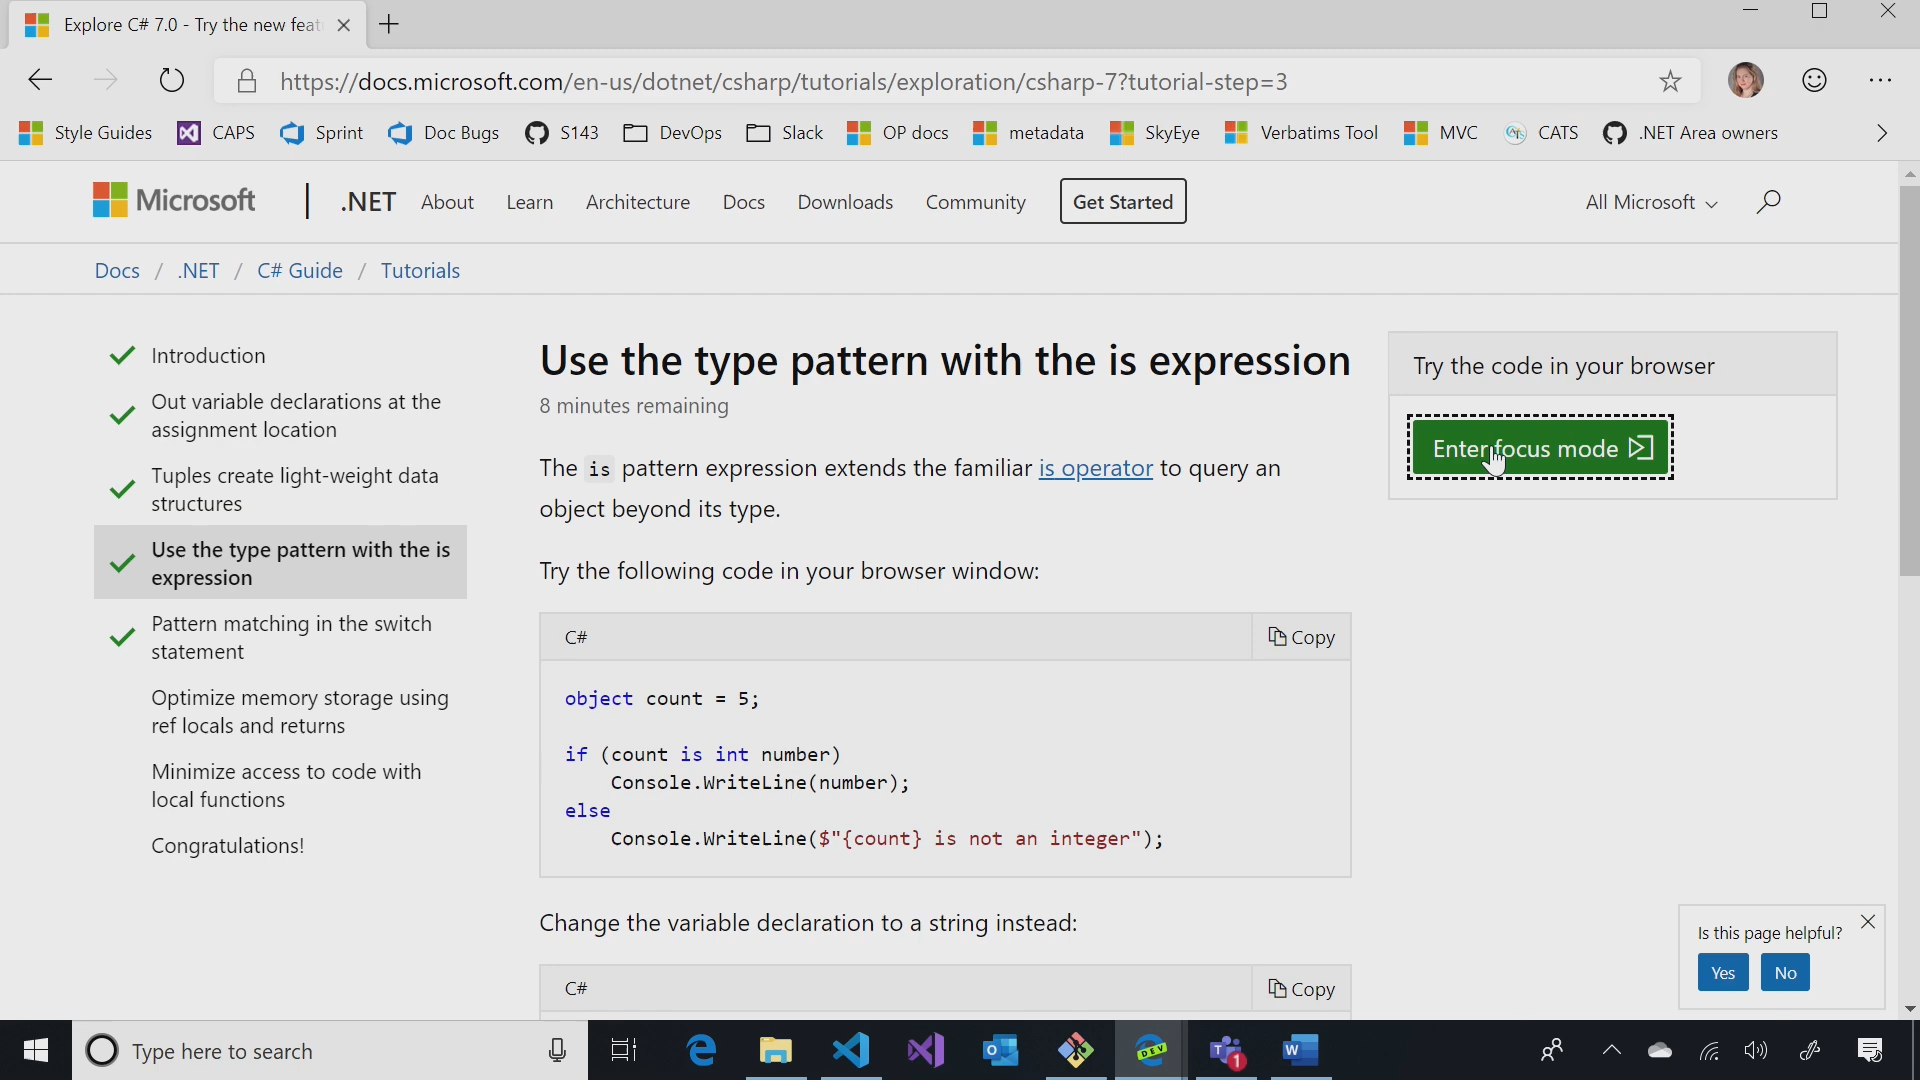 Explore C# 7.0 - Try the new feat
https://docs.microsoft.com/en-us/dotnet/csharp/tutorials/exploration/csharp-7?tutorial-step=3
Style Guides CAPS Sprint Doc Bugs S143 DevOps Slack OP docs metadata SkyEye Verbatims Tool MVC CATS .NET Area owners
Microsoft .NET About Learn Architecture Docs Downloads Community Get Started All Microsoft
Docs / .NET / C# Guide / Tutorials
Introduction
Out variable declarations at the
assignment location
Tuples create light-weight data
structures
Use the type pattern with the is
expression
Pattern matching in the switch
statement
Optimize memory storage using
ref locals and returns
Minimize access to code with
local functions
Congratulations!
Use the type pattern with the is expression
8 minutes remaining
The is pattern expression extends the familiar is operator to query an
object beyond its type.
Try the following code in your browser window:
C# Copy
object count = 5;
if (count is int number)
Console.WriteLine(number);
else
Console.WriteLine($"{count} is not an integer");
Change the variable declaration to a string instead:
C# Copy
Try the code in your browser
Enter focus mode
Is this page helpful?
Yes No
Type here to search
DEV
1